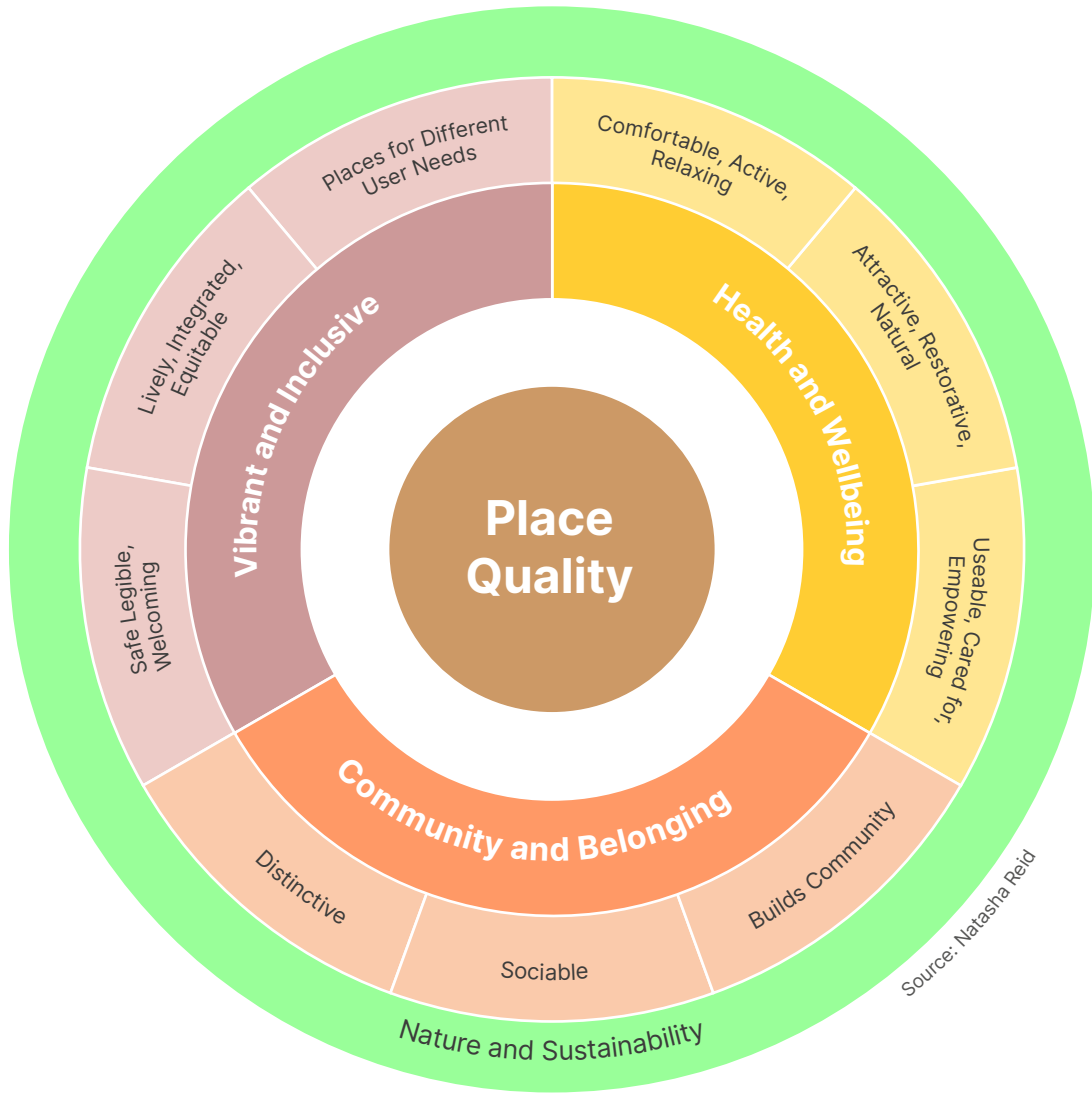 Place
Quality
Health and Wellbeing
Community and Belonging
Vibrant and Inclusive
Comfortable, Active,
Relaxing
Attractive, Restorative,
Natural
Useable, Cared for,
Empowering
Builds Community
Sociable
Distinctive
Safe Legible,
Welcoming
Lively, Integrated,
Equitable
Places for Different
User Needs
Nature and Sustainability
Source: Natasha Reid